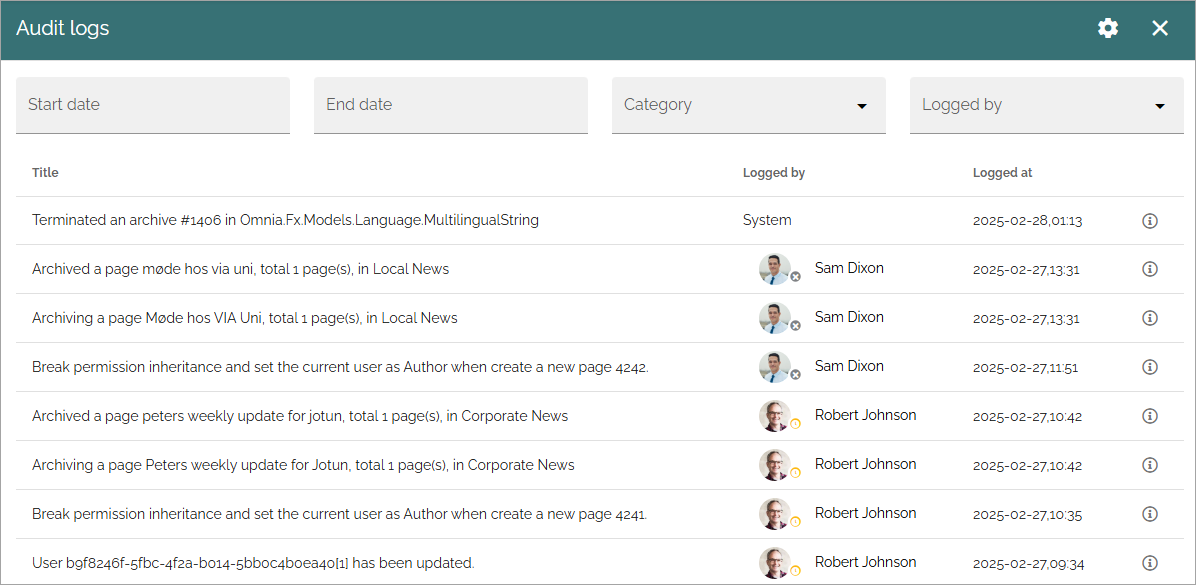 Audit logs
Start date End date Category Logged by
Title Logged by Logged at
Terminated an archive #1406 in Omnia.Fx.Models.Language.MultilingualString System 2025-02-28,01:13
Archived a page møde hos via uni, total 1 page(s), in Local News Sam Dixon 2025-02-27,13:31
Archiving a page Møde hos VIA Uni, total 1 page(s), in Local News Sam Dixon 2025-02-27,13:31
Break permission inheritance and set the current user as Author when create a new page 4242. Sam Dixon 2025-02-27,11:51
Archived a page peters weekly update for jotun, total 1 page(s), in Corporate News Robert Johnson 2025-02-27,10:42
Archiving a page Peters weekly update for Jotun, total 1 page(s), in Corporate News Robert Johnson 2025-02-27,10:42
Break permission inheritance and set the current user as Author when create a new page 4241. Robert Johnson 2025-02-27,10:35
User b9f8246f-5fbc-4f2a-b014-5bb0c4b0ea40[1] has been updated. Robert Johnson 2025-02-27,09:34